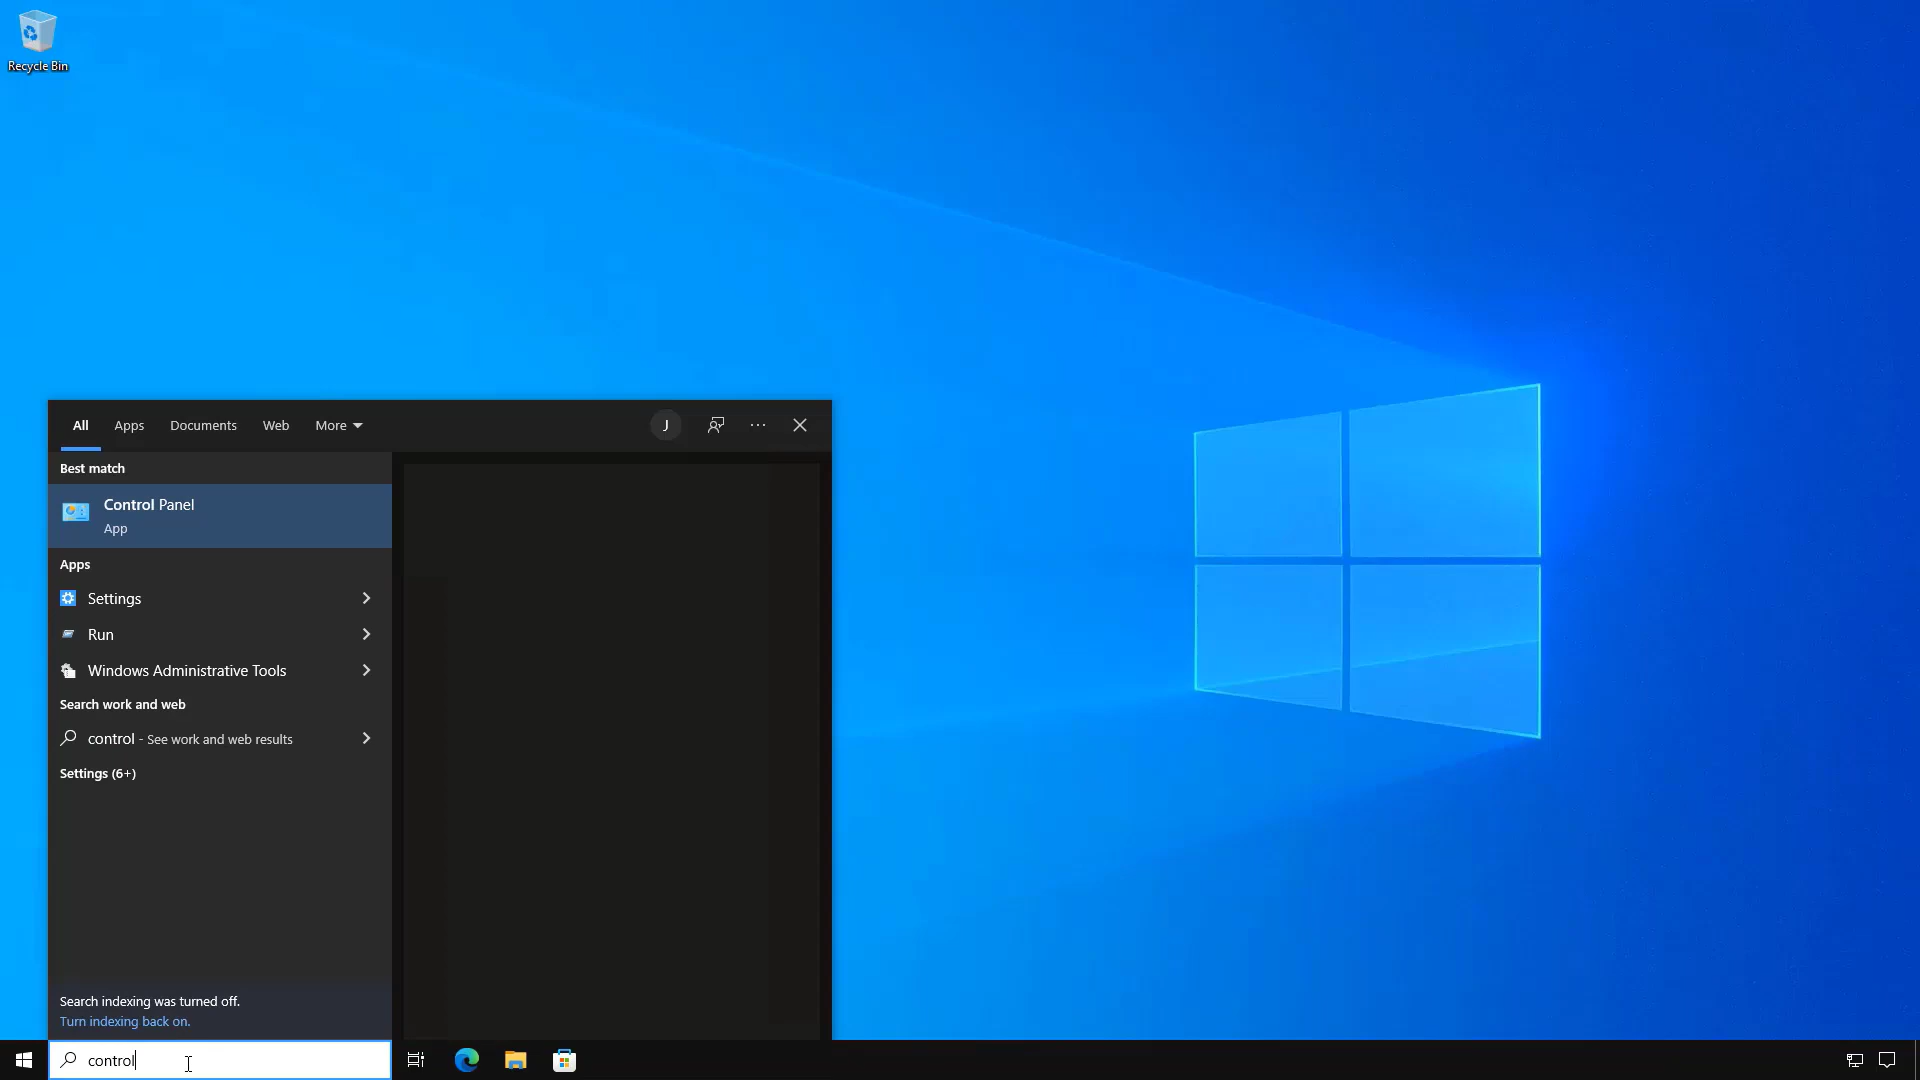 Recycle Bin
All Apps Documents Web More J
Best match
Control Panel
App
Apps
Settings
Run
Windows Administrative Tools
Search work and web
control - See work and web results
Settings (6+)
Search indexing was turned off.
Turn indexing back on.
control